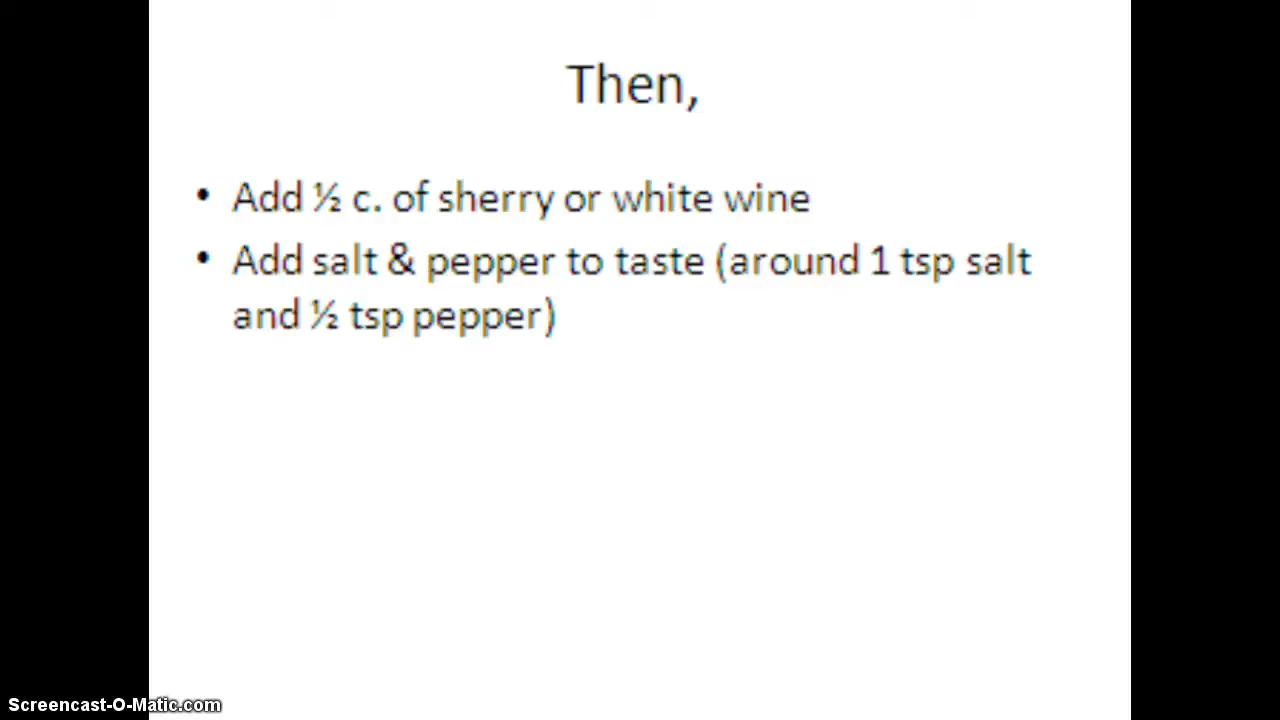 Then,
• Add ½ c. of sherry or white wine
• Add salt & pepper to taste (around 1 tsp salt
and ½ tsp pepper)
Screencast-O-Matic.com